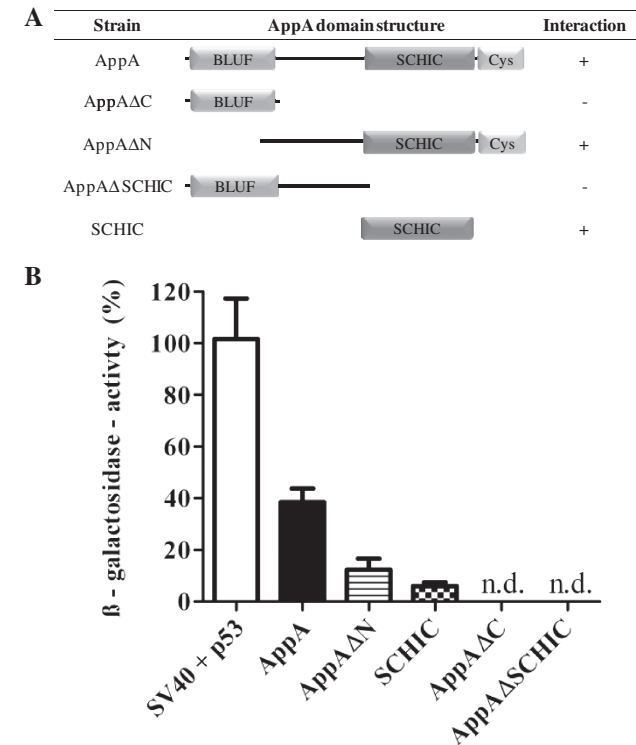 A
Strain AppA domain structure Interaction
AppA BLUF SCHIC Cys +
AppAΔC BLUF -
AppAΔN SCHIC Cys +
AppAΔSCHIC BLUF -
SCHIC SCHIC +
B
ß - galactosidase - activty (%)
120
100
80
60
40
20
0
n.d. n.d.
SV40 + p53 AppA AppAΔN SCHIC AppAΔC AppAΔSCHIC